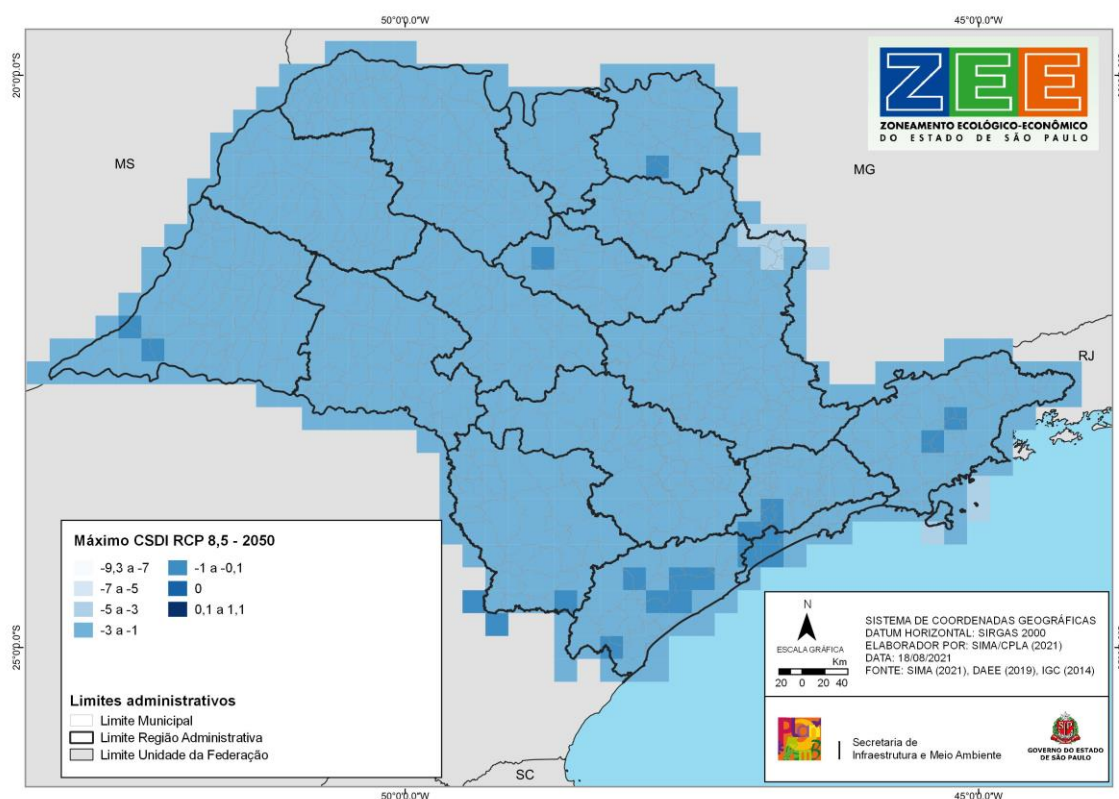 50°0'0.0"W
45°0'0.0"W
20°0'0.0"S
ZEE
ZONEAMENTO ECOLÓGICO-ECONÔMICO
DO ESTADO DE SÃO PAULO
MS
MG
RJ
Máximo CSDI RCP 8,5 - 2050
-9,3 a -7
-7 a -5
-5 a -3
-3 a -1
-1 a -0,1
0
0,1 a 1,1
Limites administrativos
Limite Municipal
Limite Região Administrativa
Limite Unidade da Federação
25°0'0.0"S
SC
N
ESCALA GRÁFICA
Km
20 0 20 40
SISTEMA DE COORDENADAS GEOGRÁFICAS
DATUM HORIZONTAL: SIRGAS 2000
ELABORADOR POR: SIMA/CPLA (2021)
DATA: 18/08/2021
FONTE: SIMA (2021), DAEE (2019), IGC (2014)
Secretaria de
Infraestrutura e Meio Ambiente
GOVERNO DO ESTADO
DE SÃO PAULO
50°0'0.0"W
45°0'0.0"W